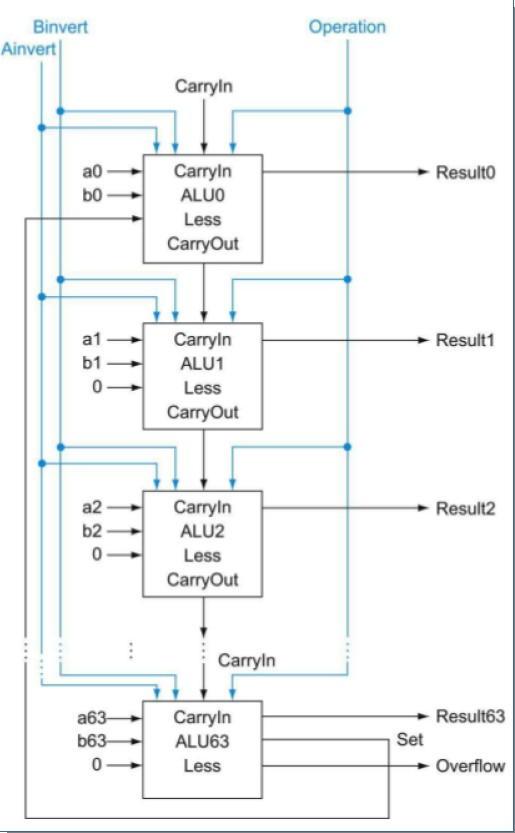 Binvert
Operation
Ainvert
CarryIn
a0
CarryIn
Result0
b0
ALU0
Less
CarryOut
a1
CarryIn
Result1
b1
ALU1
0
Less
CarryOut
a2
CarryIn
Result2
b2
ALU2
0
Less
CarryOut
CarryIn
a63
CarryIn
Result63
b63
ALU63
Set
0
Less
Overflow